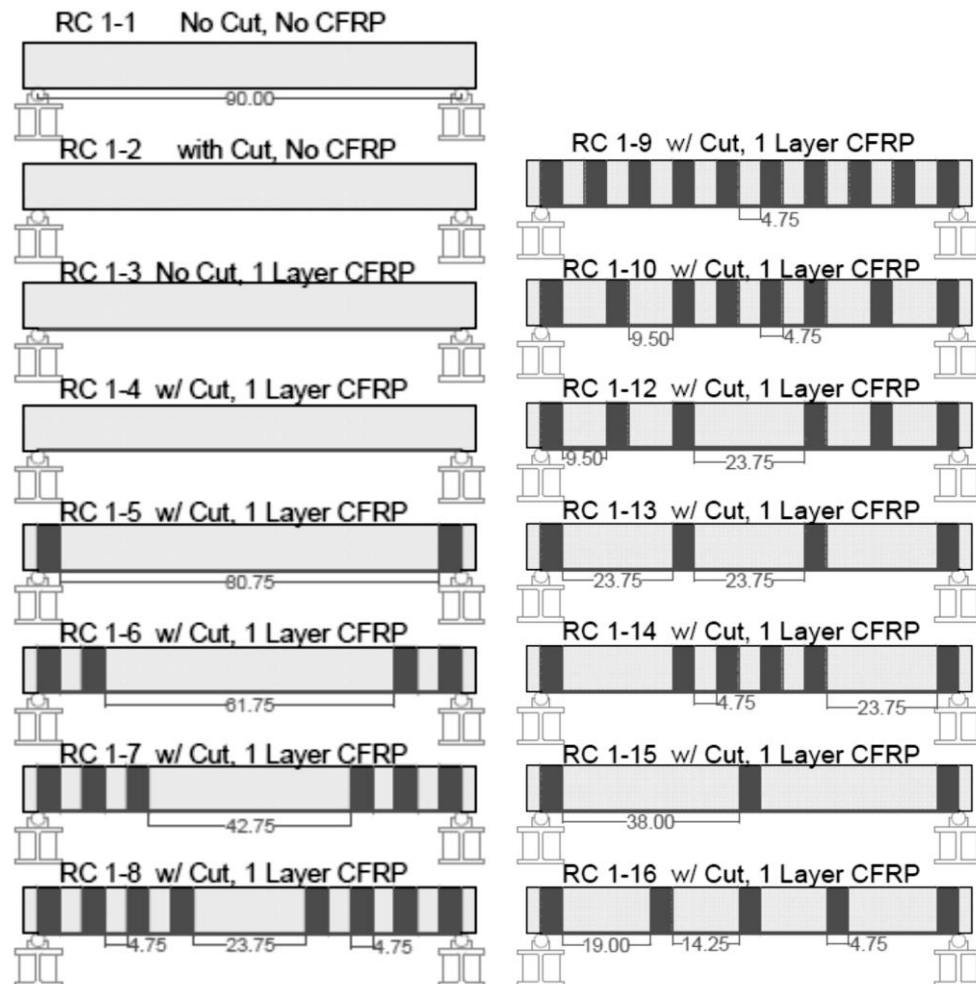 RC 1-1 No Cut, No CFRP
90.00
RC 1-2 with Cut, No CFRP
RC 1-3 No Cut, 1 Layer CFRP
RC 1-4 w/ Cut, 1 Layer CFRP
RC 1-5 w/ Cut, 1 Layer CFRP
80.75
RC 1-6 w/ Cut, 1 Layer CFRP
61.75
RC 1-7 w/ Cut, 1 Layer CFRP
42.75
RC 1-8 w/ Cut, 1 Layer CFRP
4.75 23.75 4.75
RC 1-9 w/ Cut, 1 Layer CFRP
4.75
RC 1-10 w/ Cut, 1 Layer CFRP
9.50 4.75
RC 1-12 w/ Cut, 1 Layer CFRP
9.50 23.75
RC 1-13 w/ Cut, 1 Layer CFRP
23.75 23.75
RC 1-14 w/ Cut, 1 Layer CFRP
4.75 23.75
RC 1-15 w/ Cut, 1 Layer CFRP
38.00
RC 1-16 w/ Cut, 1 Layer CFRP
19.00 14.25 4.75